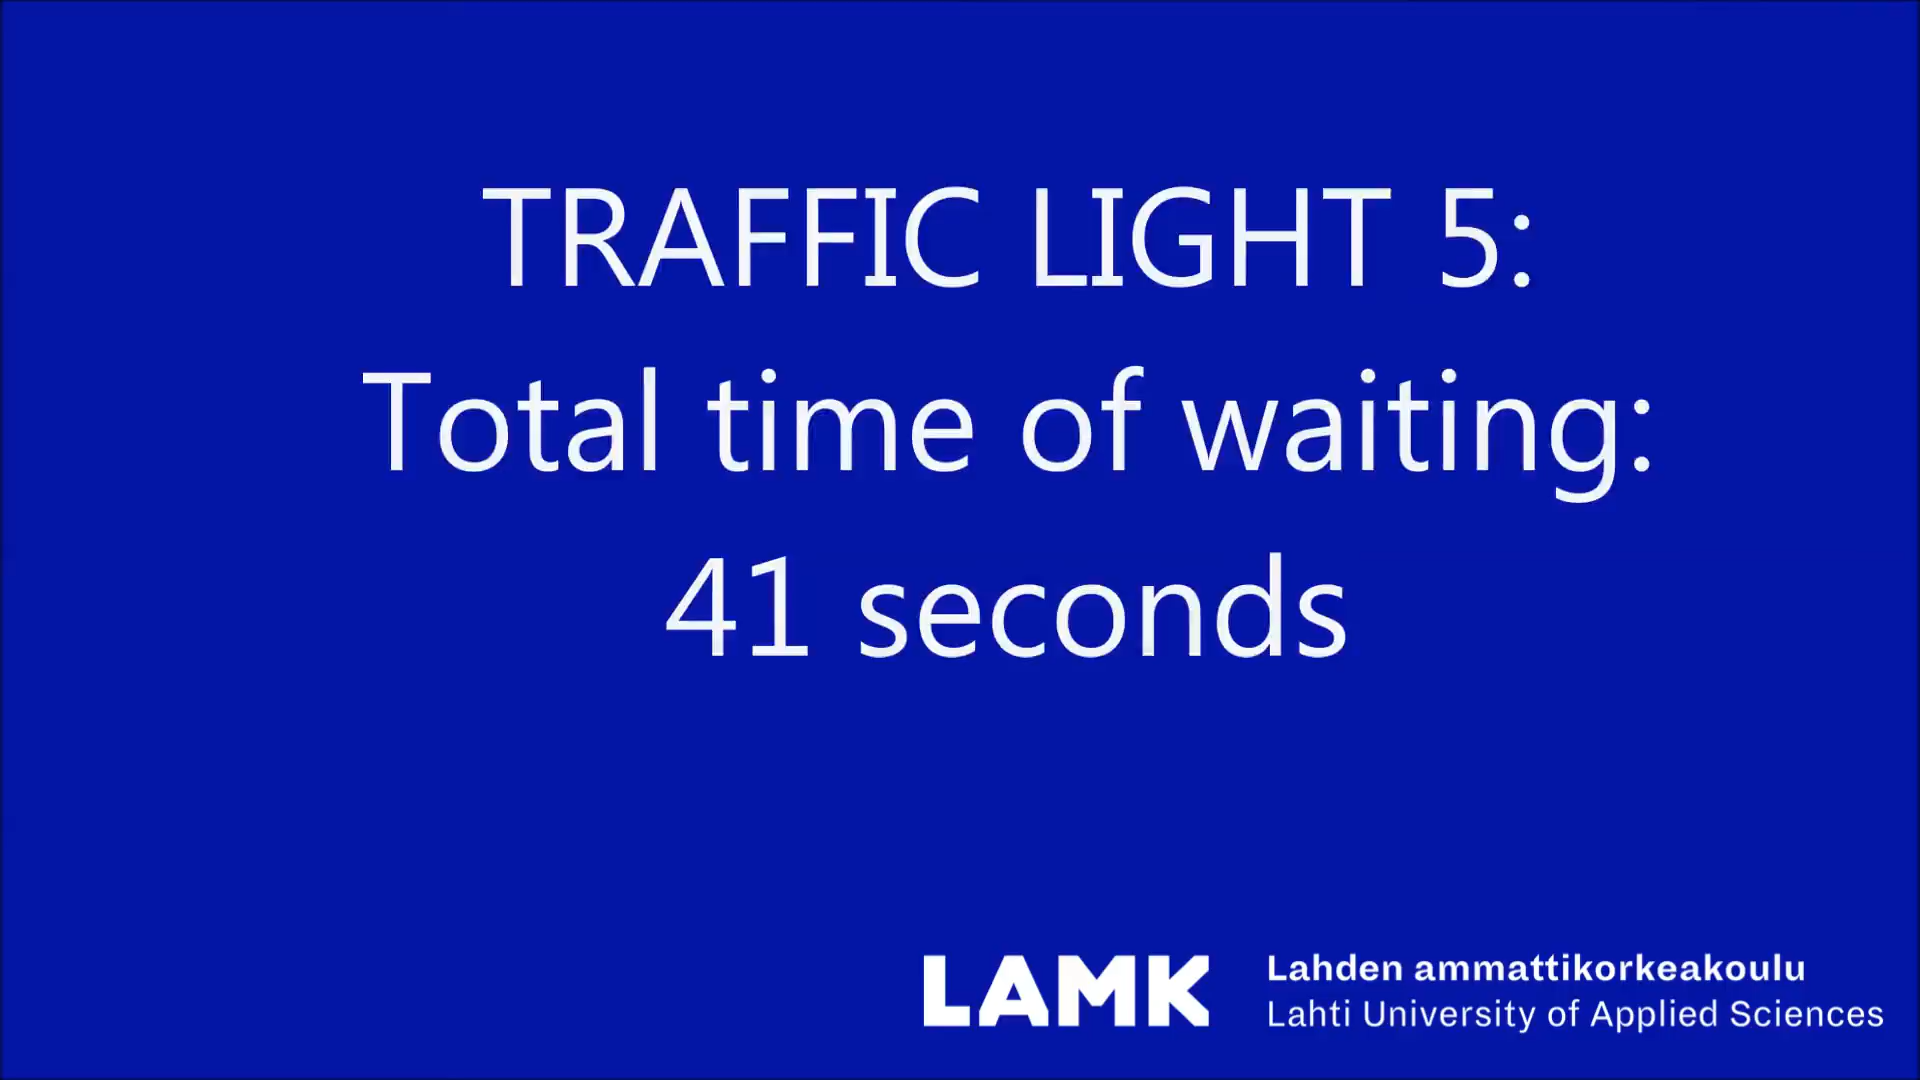 TRAFFIC LIGHT 5:
Total time of waiting:
41 seconds
LAMK
Lahden ammattikorkeakoulu
Lahti University of Applied Sciences